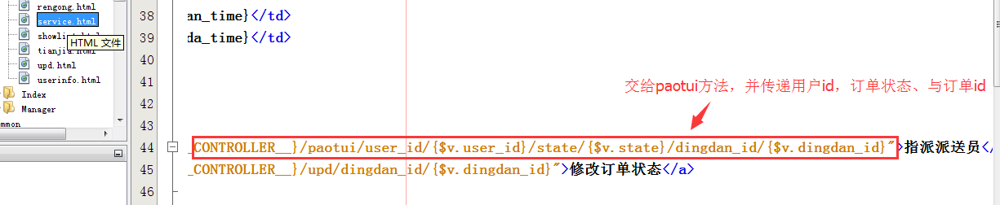 rengong.html
service.html
showlist.html
HTML 文件
tianjia.html
upd.html
userinfo.html
Index
Manager
ommon
38 an_time}</td>
39 da_time}</td>
40
41
交给paotui方法，并传递用户id，订单状态、与订单id
42
43
44 _CONTROLLER__}/paotui/user_id/{$v.user_id}/state/{$v.state}/dingdan_id/{$v.dingdan_id}">指派派送员</
45 _CONTROLLER__}/upd/dingdan_id/{$v.dingdan_id}">修改订单状态</a>
46